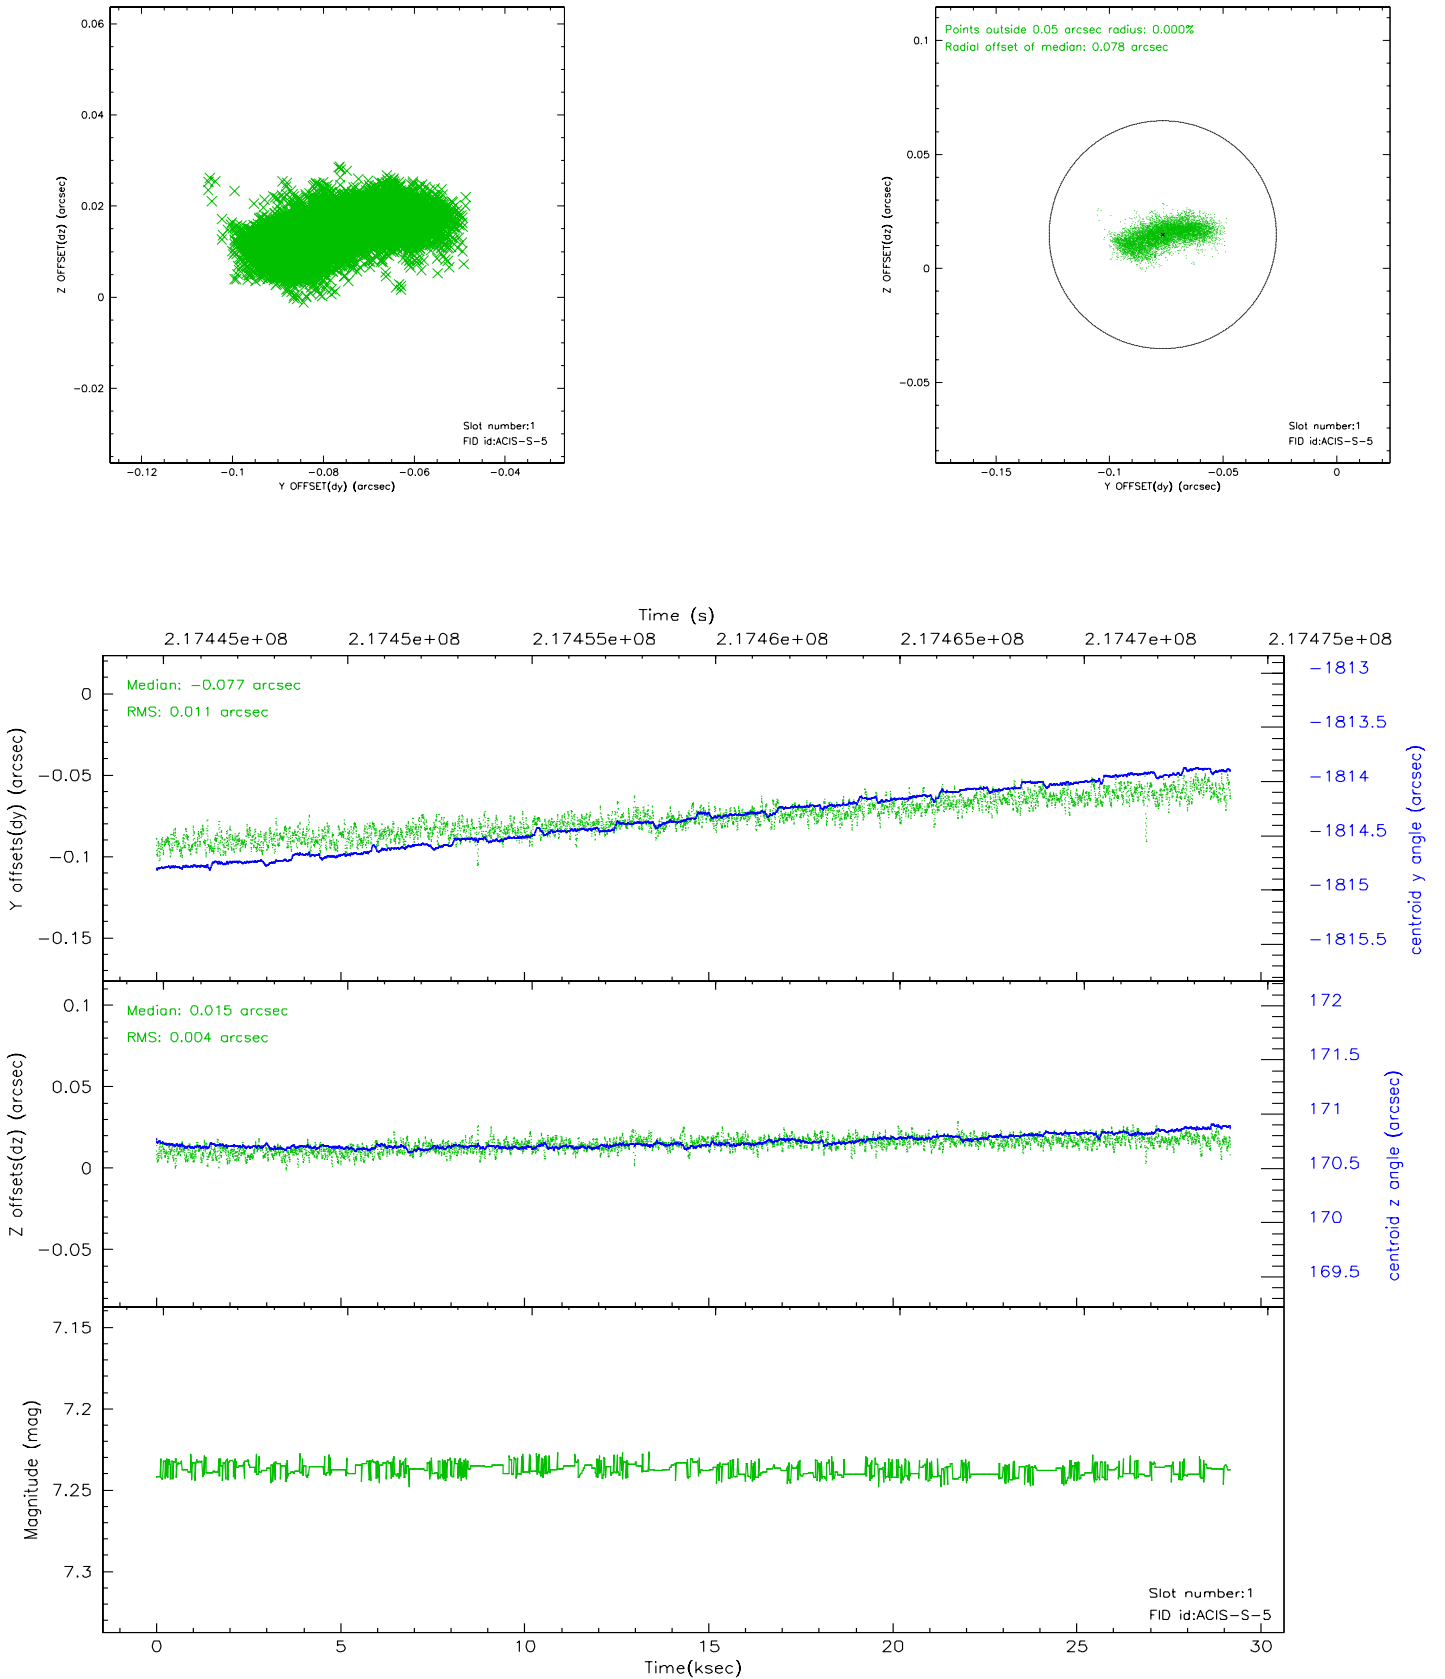 0.06
0.04
0.02
0
−0.02
Z OFFSET(dz) (arcsec)
Slot number:1
FID id:ACIS−S−5
−0.12
−0.1
−0.08
−0.06
−0.04
Y OFFSET(dy) (arcsec)
Points outside 0.05 arcsec radius: 0.000%
Radial offset of median: 0.078 arcsec
0.1
0.05
0
−0.05
Z OFFSET(dz) (arcsec)
Slot number:1
FID id:ACIS−S−5
−0.15
−0.1
−0.05
0
Y OFFSET(dy) (arcsec)
Time (s)
2.17445e+08
2.1745e+08
2.17455e+08
2.1746e+08
2.17465e+08
2.1747e+08
2.17475e+08
Median: −0.077 arcsec
RMS: 0.011 arcsec
0
−0.05
−0.1
−0.15
Y offsets(dy) (arcsec)
−1813
−1813.5
−1814
−1814.5
−1815
−1815.5
centroid y angle (arcsec)
Median: 0.015 arcsec
RMS: 0.004 arcsec
0.1
0.05
0
−0.05
Z offsets(dz) (arcsec)
172
171.5
171
170.5
170
169.5
centroid z angle (arcsec)
7.15
7.2
7.25
7.3
Magnitude (mag)
Slot number:1
FID id:ACIS−S−5
0
5
10
15
20
25
30
Time(ksec)